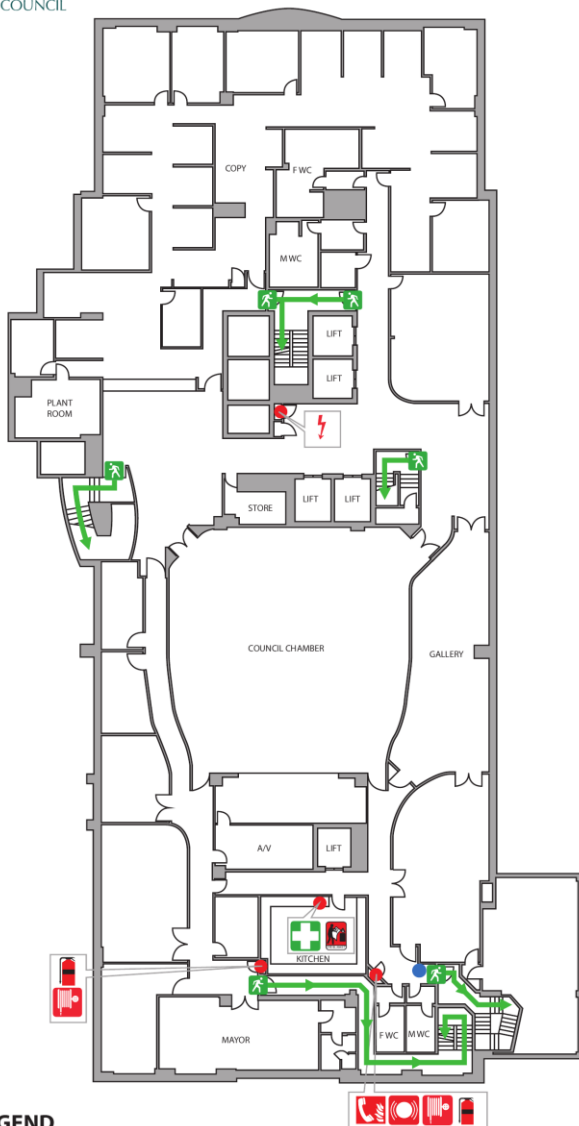 COUNCIL
COPY
F WC
M WC
LIFT
LIFT
PLANT
ROOM
STORE
LIFT
LIFT
COUNCIL CHAMBER
GALLERY
A/V
LIFT
KITCHEN
MAYOR
F WC
M WC
GEND